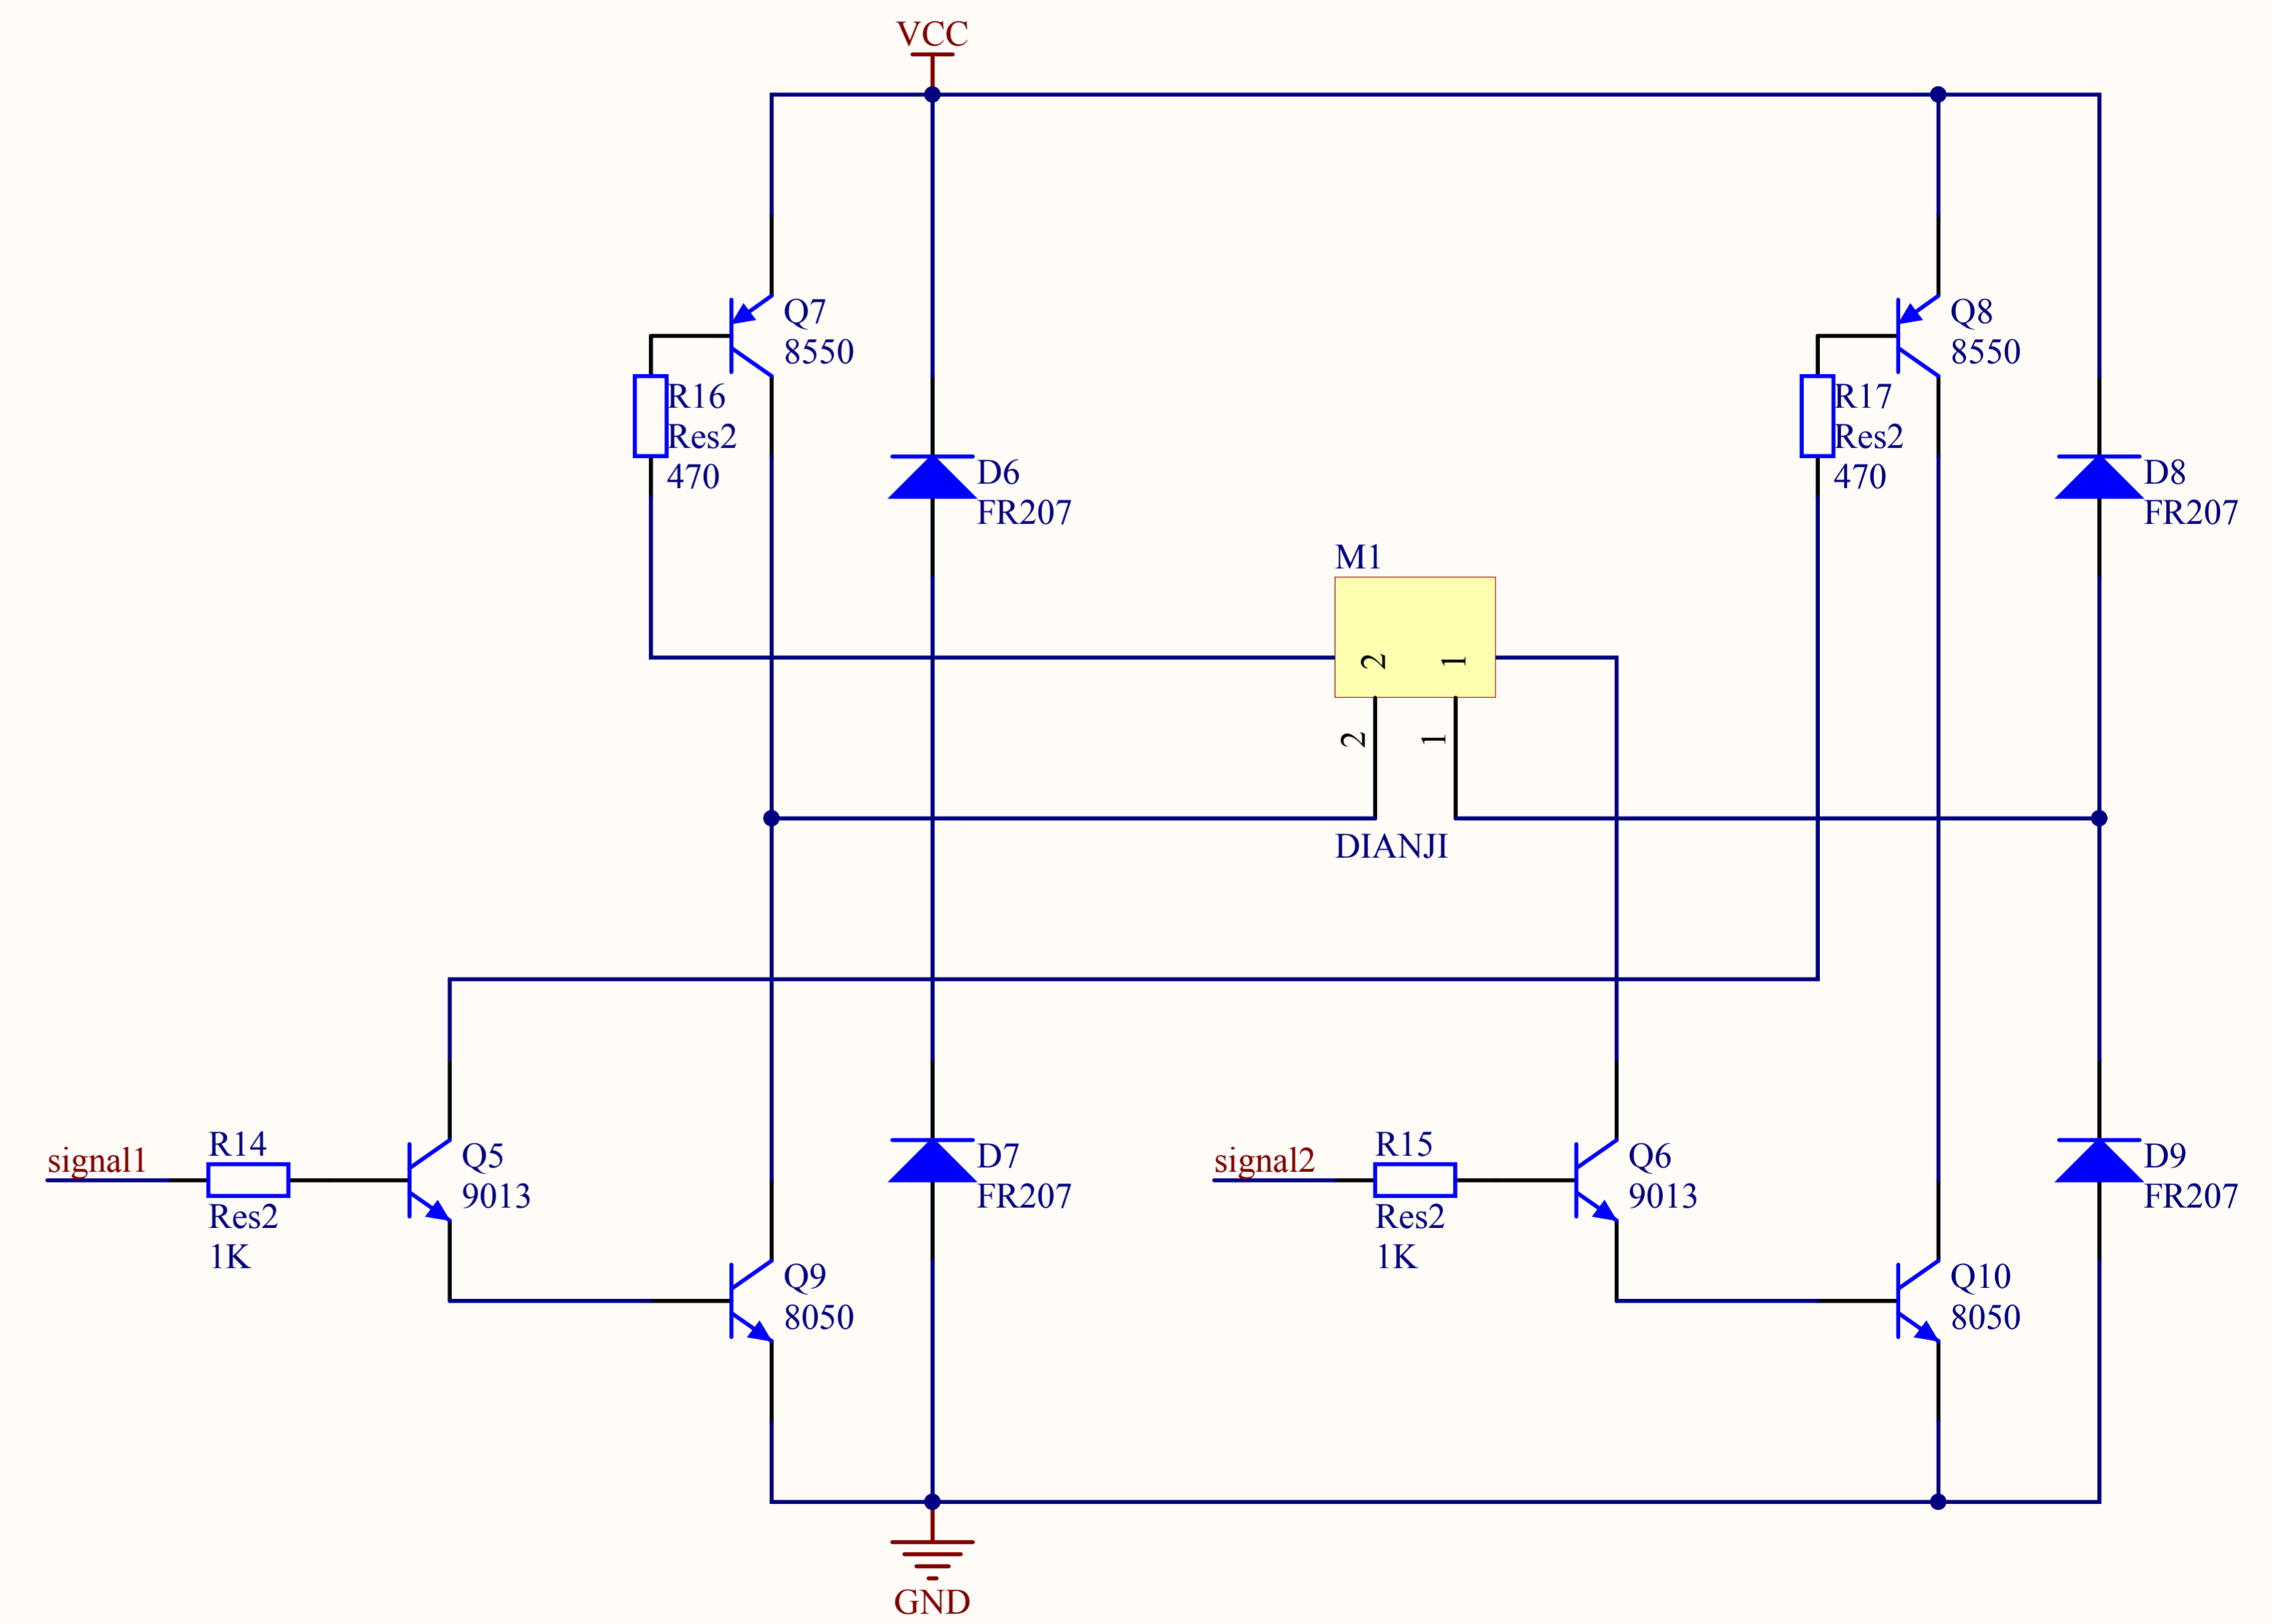 VCC
Q7
8550
Q8
8550
R16
Res2
470
R17
Res2
470
D6
FR207
D8
FR207
M1
2
1
2
1
DIANJI
signal1
R14
Res2
1K
Q5
9013
D7
FR207
signal2
R15
Res2
1K
Q6
9013
D9
FR207
Q9
8050
Q10
8050
GND